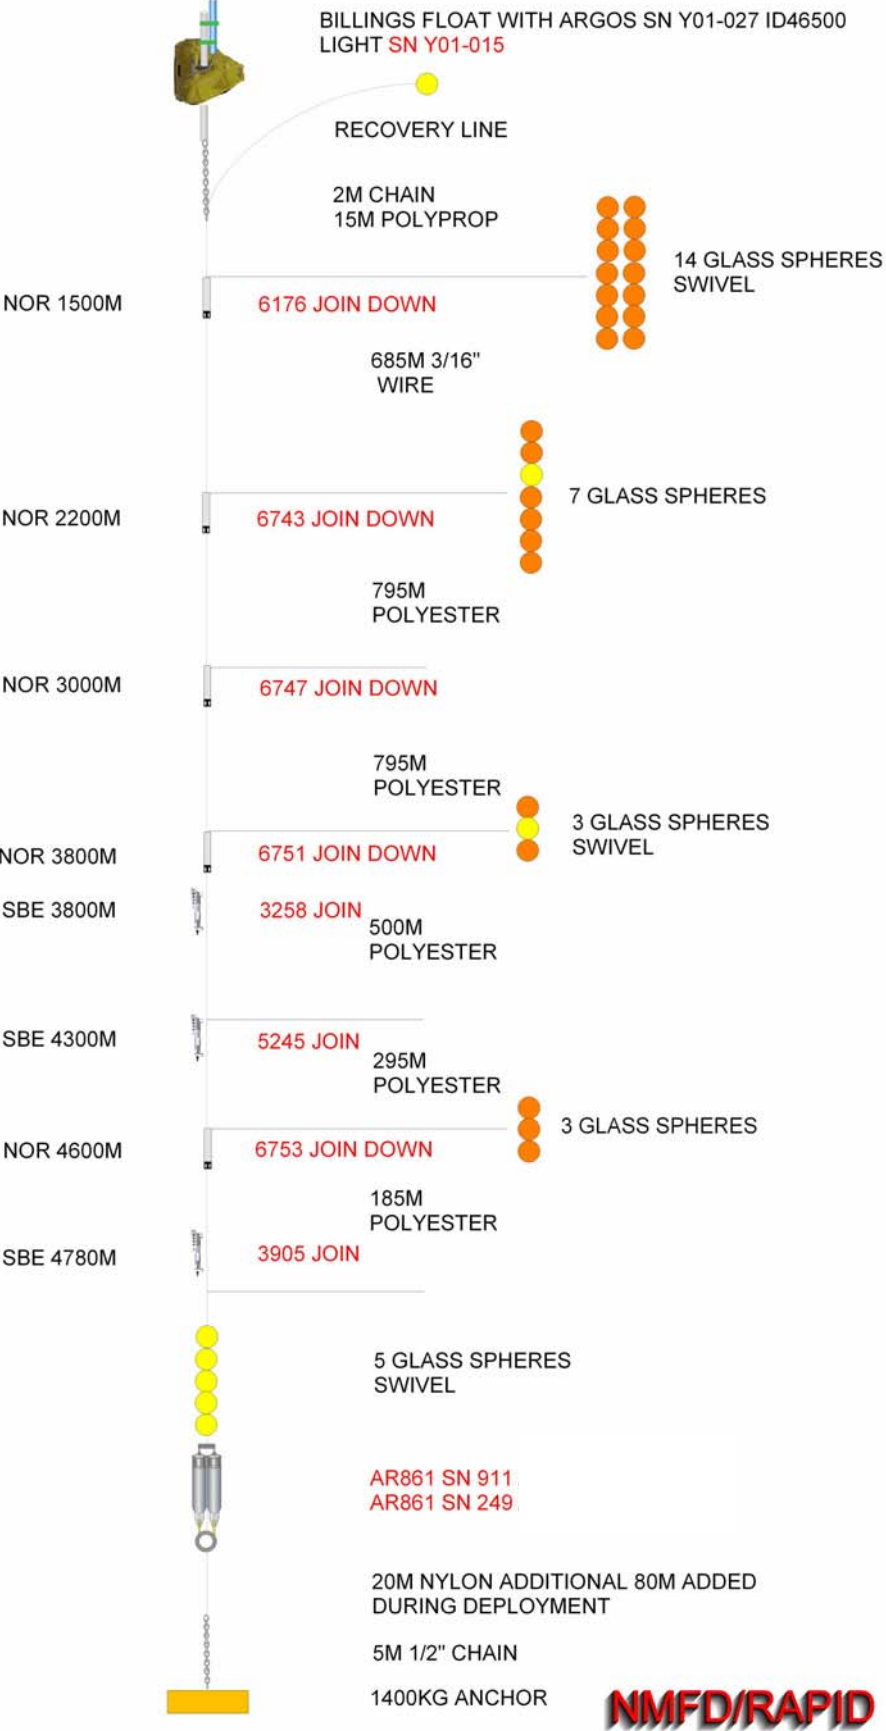 BILLINGS FLOAT WITH ARGOS SN Y01-027 ID46500
LIGHT SN Y01-015
RECOVERY LINE
2M CHAIN
15M POLYPROP
14 GLASS SPHERES
SWIVEL
NOR 1500M
6176 JOIN DOWN
685M 3/16"
WIRE
7 GLASS SPHERES
NOR 2200M
6743 JOIN DOWN
795M
POLYESTER
NOR 3000M
6747 JOIN DOWN
795M
POLYESTER
3 GLASS SPHERES
SWIVEL
NOR 3800M
6751 JOIN DOWN
SBE 3800M
3258 JOIN
500M
POLYESTER
SBE 4300M
5245 JOIN
295M
POLYESTER
3 GLASS SPHERES
NOR 4600M
6753 JOIN DOWN
185M
POLYESTER
SBE 4780M
3905 JOIN
5 GLASS SPHERES
SWIVEL
AR861 SN 911
AR861 SN 249
20M NYLON ADDITIONAL 80M ADDED
DURING DEPLOYMENT
5M 1/2" CHAIN
1400KG ANCHOR
NMFD/RAPID